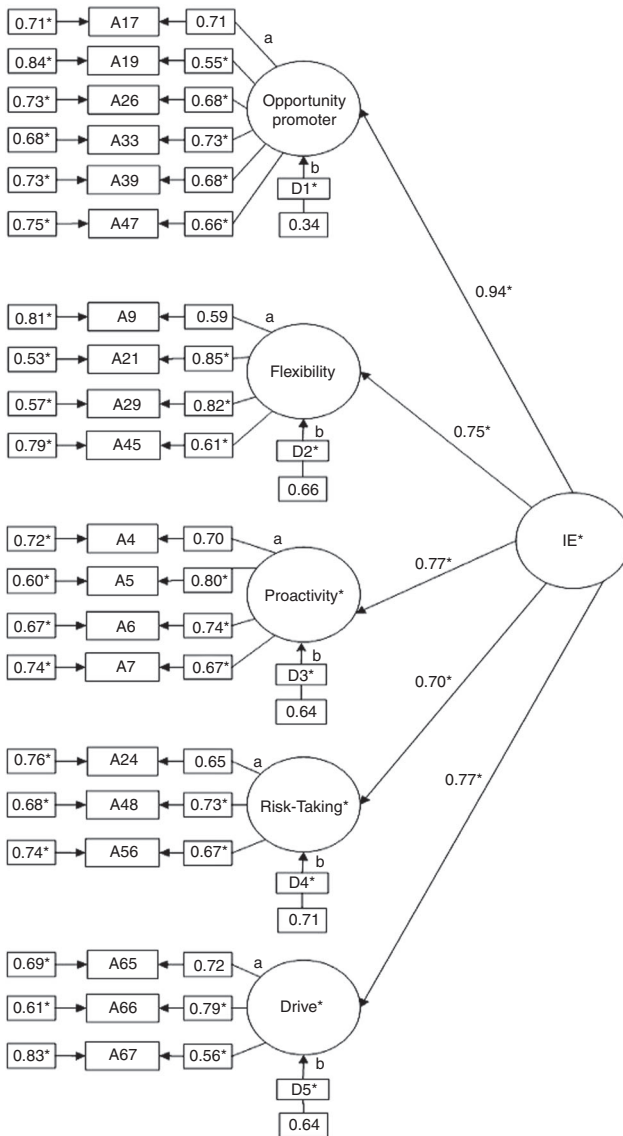 0.71* A17 0.71 a
0.84* A19 0.55*
0.73* A26 0.68*
Opportunity
promoter
0.68* A33 0.73*
0.73* A39 0.68*
0.75* A47 0.66*
b
D1*
0.34
0.94*
0.81* A9 0.59 a
0.53* A21 0.85*
Flexibility
0.57* A29 0.82*
0.79* A45 0.61*
b
D2*
0.66
0.75*
IE*
0.72* A4 0.70 a
0.60* A5 0.80*
Proactivity*
0.67* A6 0.74*
0.74* A7 0.67*
b
D3*
0.64
0.77*
0.70*
0.76* A24 0.65 a
0.68* A48 0.73*
Risk-Taking*
0.74* A56 0.67*
b
D4*
0.71
0.77*
0.69* A65 0.72 a
0.61* A66 0.79*
Drive*
0.83* A67 0.56*
b
D5*
0.64